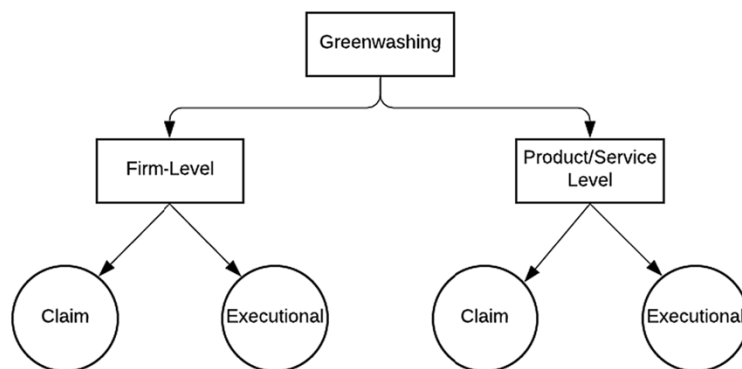 Greenwashing
Firm-Level
Product/Service
Level
Claim
Executional
Claim
Executional